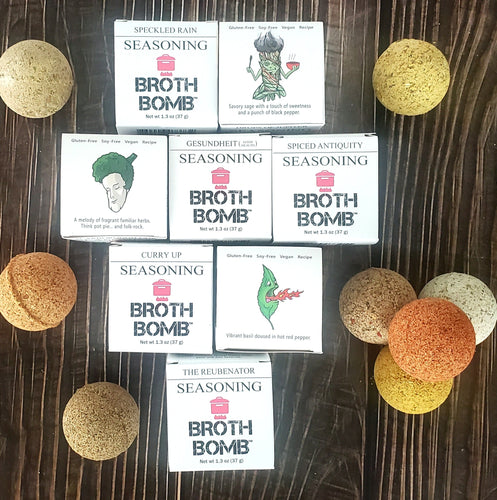 SPECKLED RAIN
SEASONING
BROTH
BOMB™
Net wt 1.3 oz (37 g)
Gluten-Free Soy-Free Vegan Recipe
Savory sage with a touch of sweetness
and a punch of black pepper.
Gluten-Free Soy-Free Vegan Recipe
A melody of fragrant familiar herbs.
Think pot pie... and folk rock.
GESUNDHEIT
SEASONING
BROTH
BOMB™
Net wt 1.3 oz (37 g)
SPICED ANTIQUITY
SEASONING
BROTH
BOMB™
Net wt 1.3 oz (37 g)
CURRY UP
SEASONING
BROTH
BOMB™
Net wt 1.3 oz (37 g)
Gluten-Free Soy-Free Vegan Recipe
Vibrant basil doused in hot red pepper.
THE REUBENATOR
SEASONING
BROTH
BOMB™
Net wt 1.3 oz (37 g)